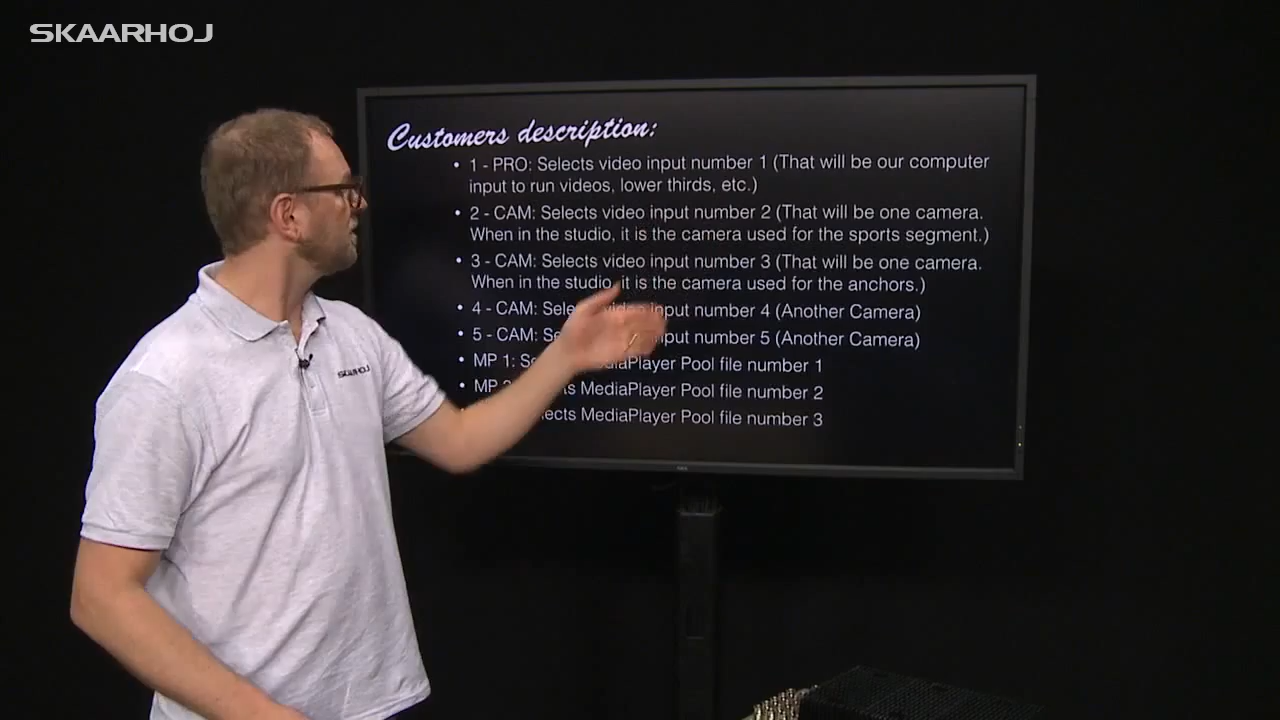 SKAARHOJ
Customers description:
• 1 - PRO: Selects video input number 1 (That will be our computer
input to run videos, lower thirds, etc.)
• 2 - CAM: Selects video input number 2 (That will be one camera.
When in the studio, it is the camera used for the sports segment.)
• 3 - CAM: Selects video input number 3 (That will be one camera.
When in the studio, it is the camera used for the anchors.)
• 4 - CAM: input number 4 (Another Camera)
• 5 - CAM: input number 5 (Another Camera)
• MP 1: Pool file number 1
• MP MediaPlayer Pool file number 2
MediaPlayer Pool file number 3
SKAARHOJ